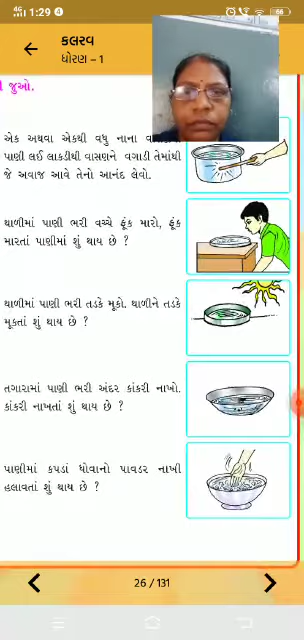 4G 1:29
કલરવ
ધોરણ – 1
જુઓ.
એક અથવા એકથી વધુ નાના
પાણી લઈ લાકડીથી વાસણને વગાડી તેમાંથી
જે અવાજ આવે તેનો આનંદ લેવો.
થાળીમાં પાણી ભરી વચ્ચે ફૂંક મારો, ફૂંક
મારતાં પાણીમાં શું થાય છે ?
થાળીમાં પાણી ભરી તડકે મૂકો. થાળીને તડકે
મૂકતાં શું થાય છે ?
તગારામાં પાણી ભરી અંદર કાંકરી નાખો.
કાંકરી નાખતાં શું થાય છે ?
પાણીમાં કપડાં ધોવાનો પાવડર નાખી
હલાવતાં શું થાય છે ?
26 / 131